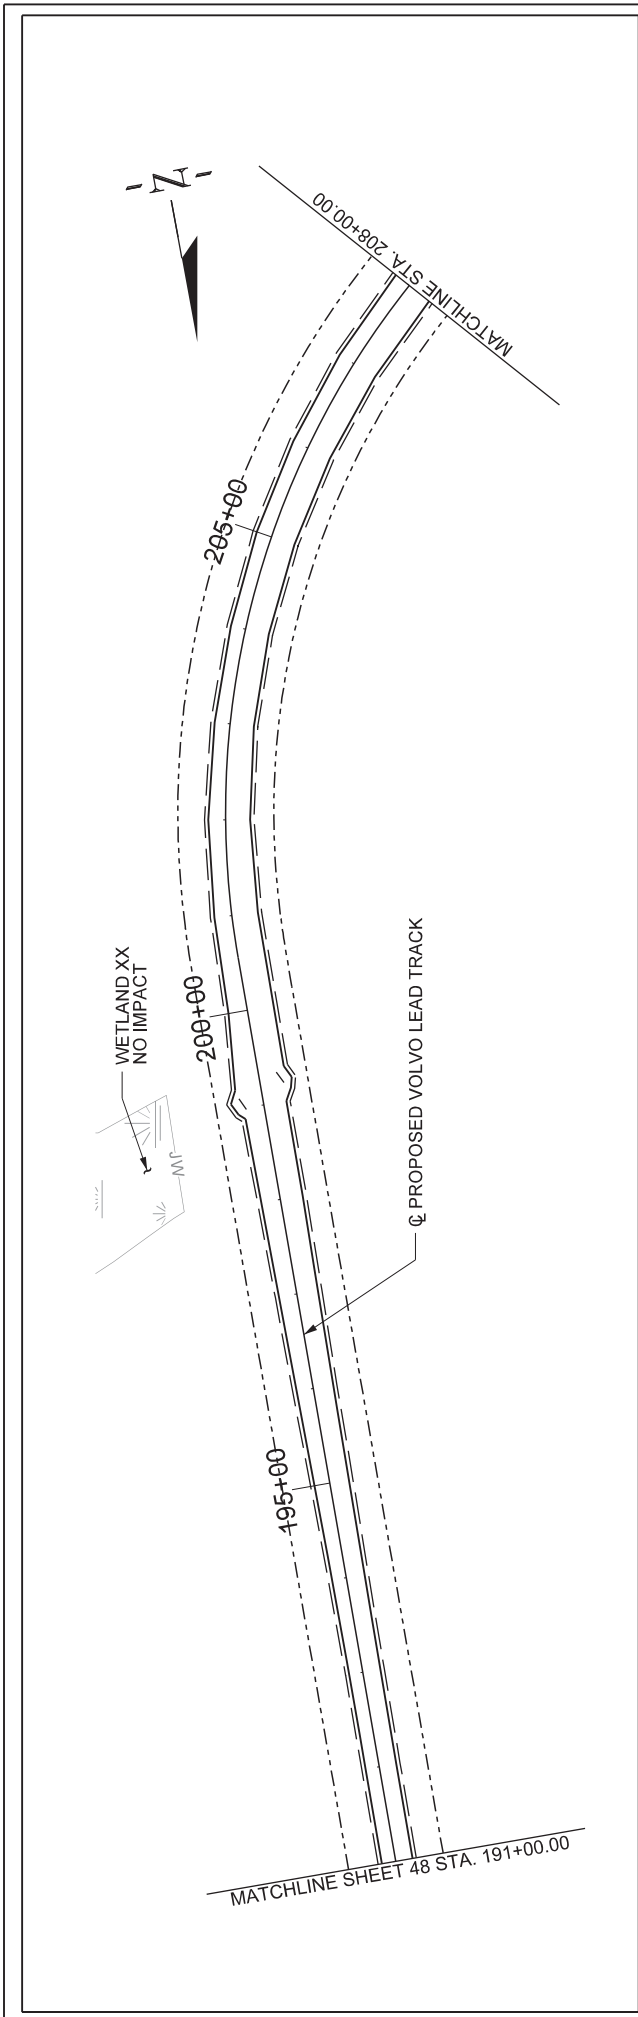 N
MATCHLINE STA. 208+00.00
205+00
WETLAND XX
NO IMPACT
200+00
JW
℄ PROPOSED VOLVO LEAD TRACK
195+00
MATCHLINE SHEET 48 STA. 191+00.00